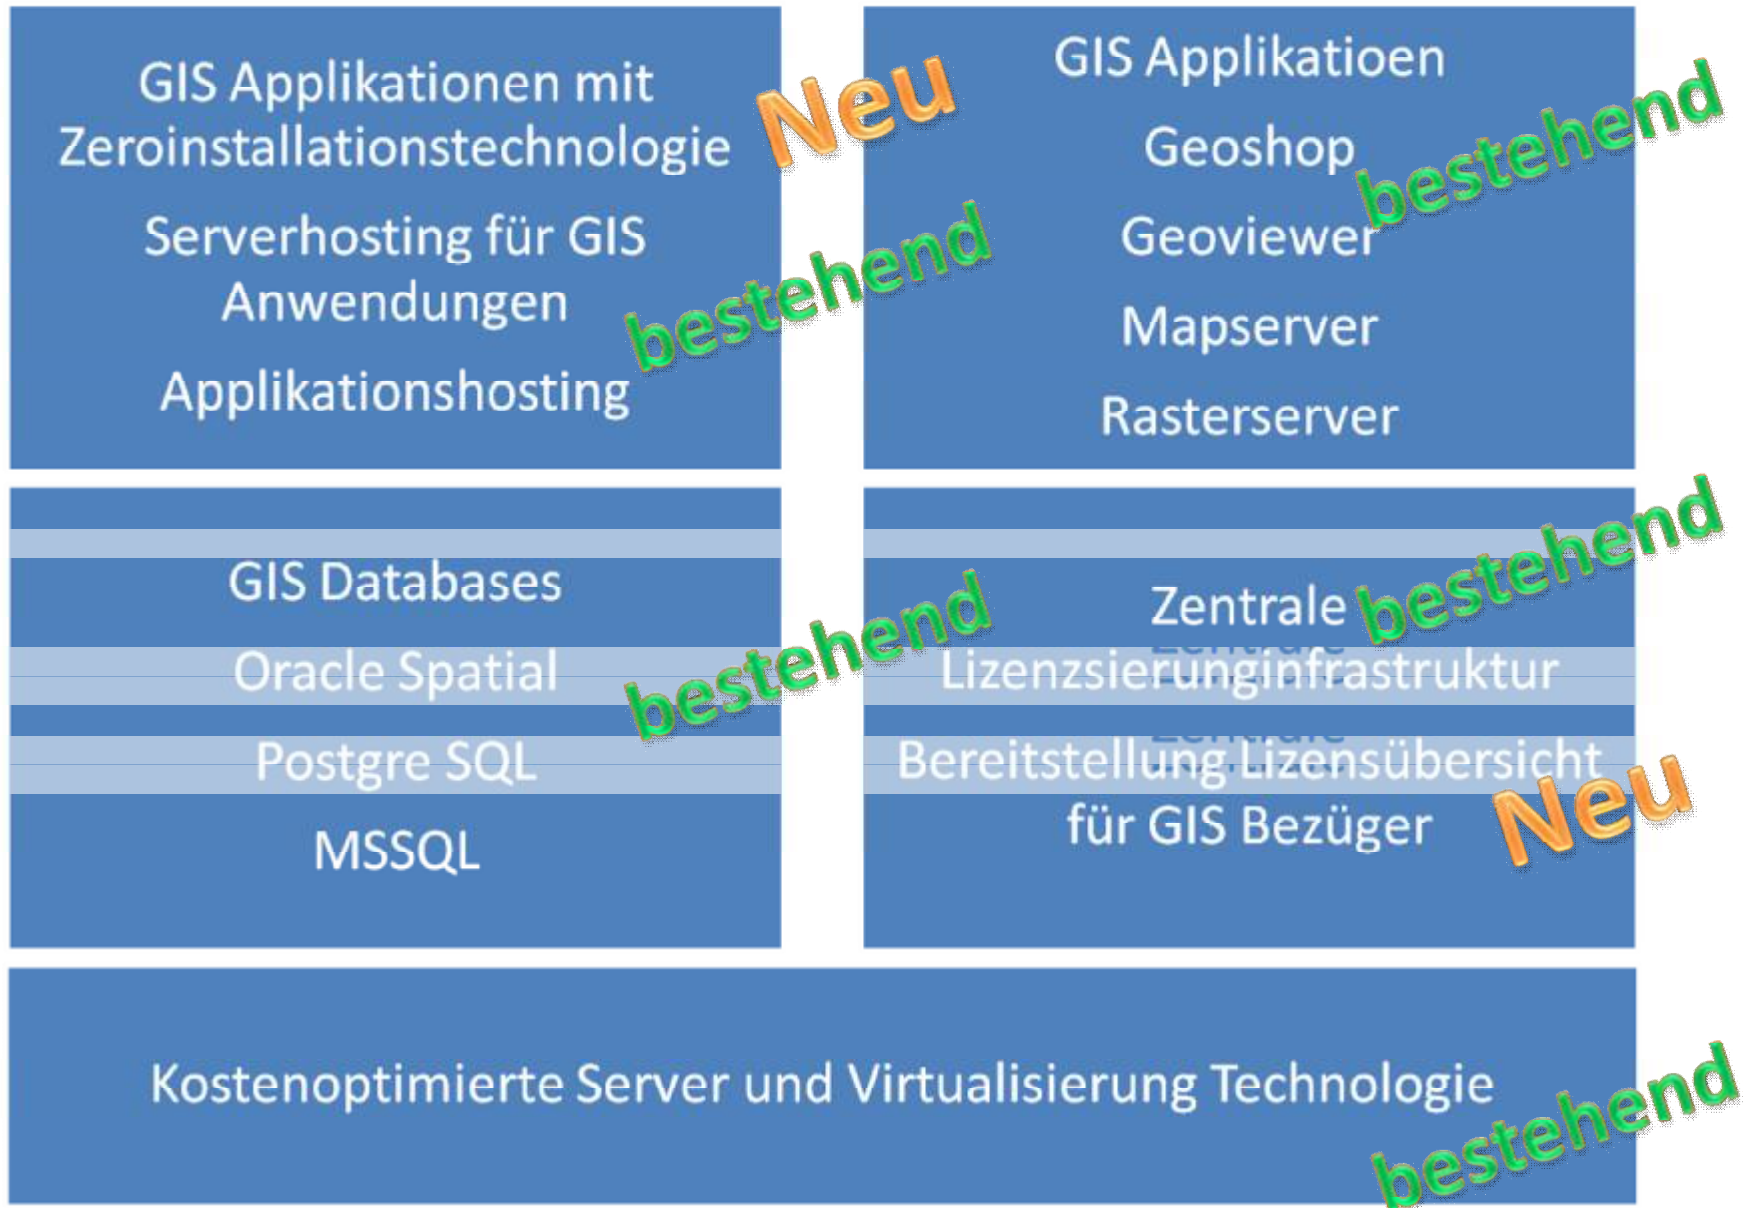 GIS Applikationen mit
Zeroinstallationstechnologie
Neu
Serverhosting für GIS
Anwendungen
bestehend
Applikationshosting
GIS Applikatioen
Geoshop
bestehend
Geoviewer
Mapserver
Rasterserver
GIS Databases
Oracle Spatial
bestehend
Postgre SQL
MSSQL
Zentrale
bestehend
Lizenzsierunginfrastruktur
Bereitstellung Lizensübersicht
für GIS Bezüger
Neu
Kostenoptimierte Server und Virtualisierung Technologie
bestehend